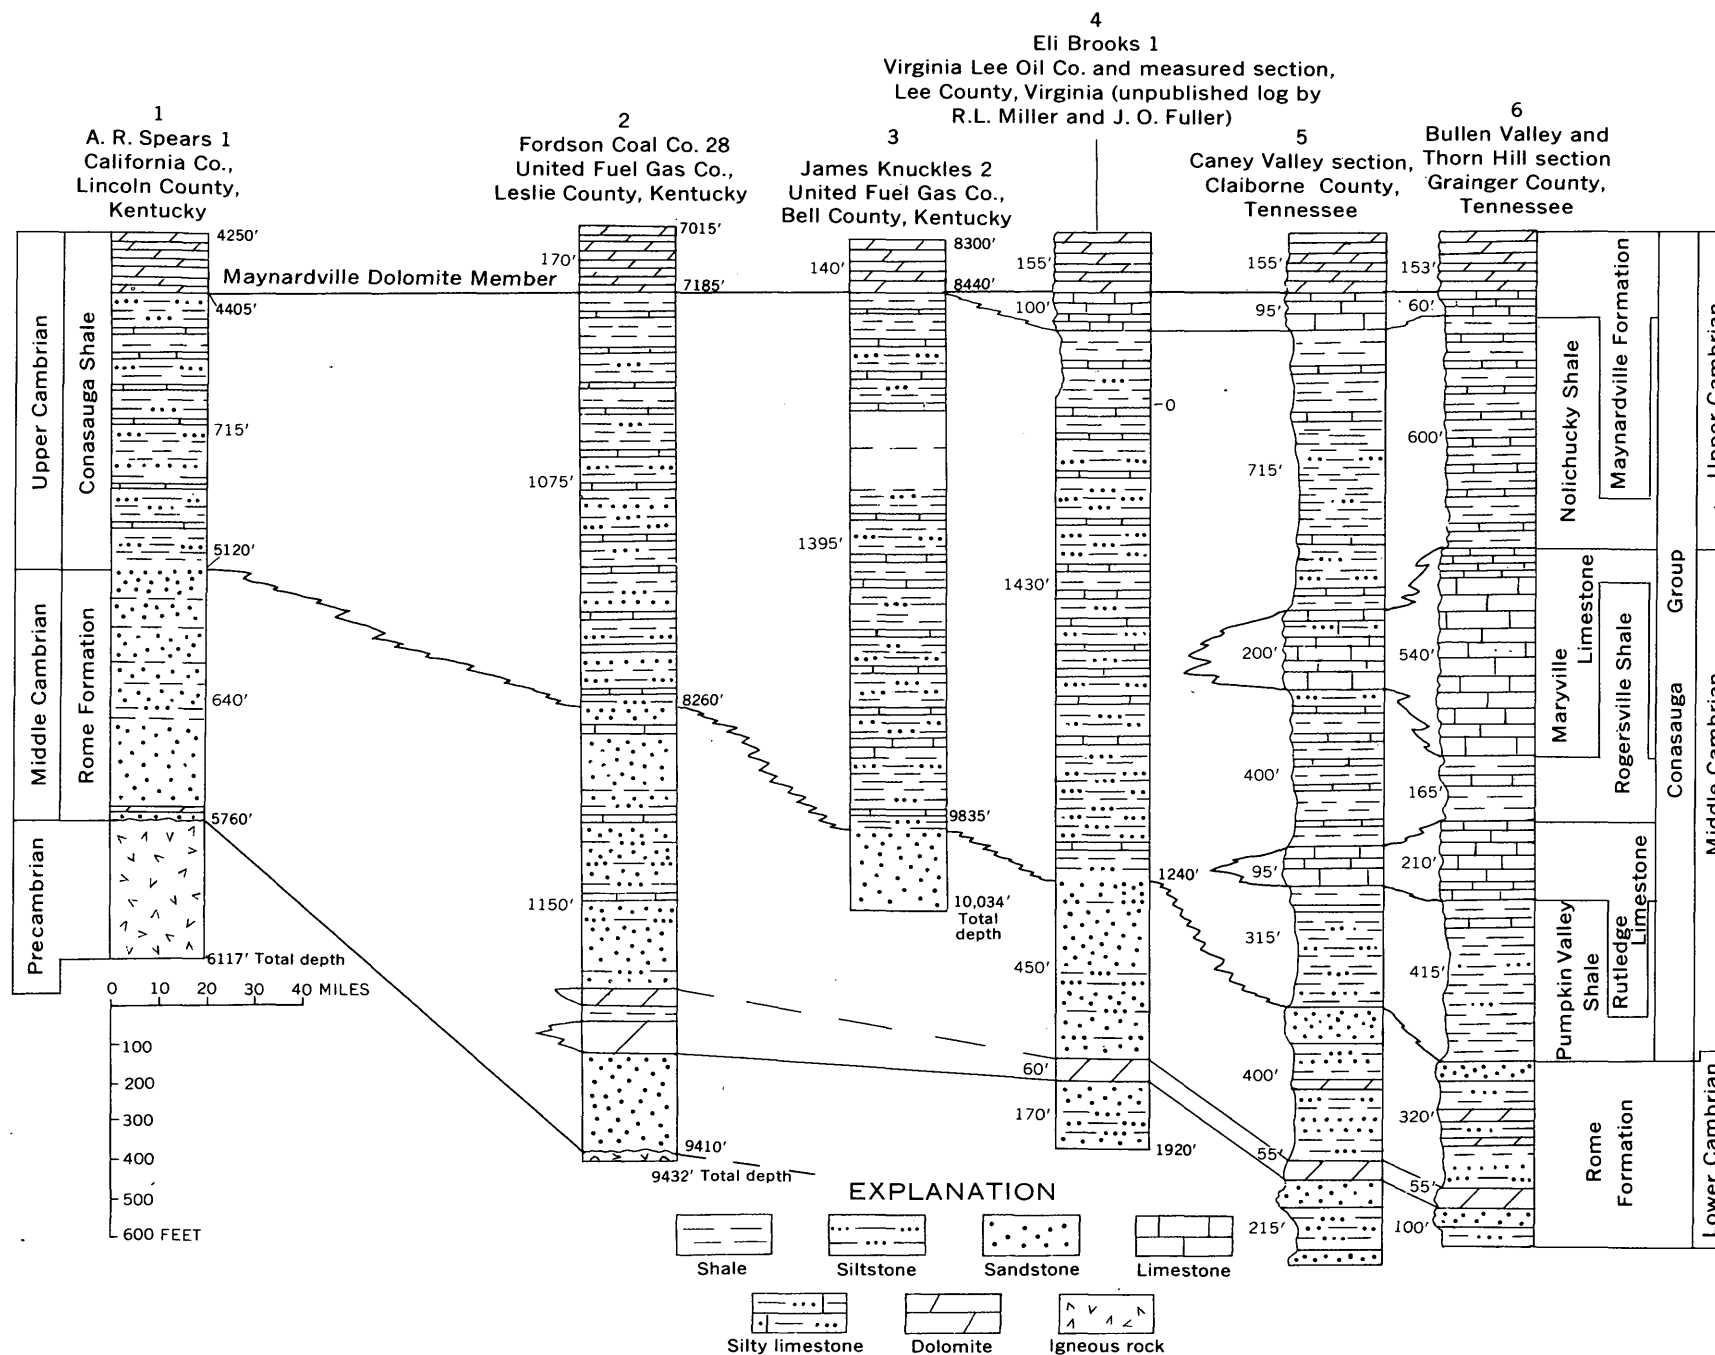 4
Eli Brooks 1
Virginia Lee Oil Co. and measured section,
Lee County, Virginia (unpublished log by
R.L. Miller and J. O. Fuller)
1
A. R. Spears 1
California Co.,
Lincoln County,
Kentucky
2
Fordson Coal Co. 28
United Fuel Gas Co.,
Leslie County, Kentucky
3
James Knuckles 2
United Fuel Gas Co.,
Bell County, Kentucky
5
Caney Valley section,
Claiborne County,
Tennessee
6
Bullen Valley and
Thorn Hill section
Grainger County,
Tennessee
Upper Cambrian
Conasauga Shale
Middle Cambrian
Rome Formation
Precambrian
4250′
Maynardville Dolomite Member
4405′
715′
5120′
640′
5760′
6117′ Total depth
0 10 20 30 40 MILES
100
200
300
400
500
600 FEET
7015′
170′
7185′
1075′
8260′
1150′
9410′
9432′ Total depth
8300′
140′
8440′
1395′
9835′
10,034′
Total
depth
155′
100′
0
1430′
1240′
450′
60′
170′
1920′
155′
95′
715′
200′
400′
95′
315′
400′
55′
215′
153′
60′
600′
540′
165′
210′
415′
320′
55′
100′
Nolichucky Shale
Maynardville Formation
Maryville
Limestone
Rogersville Shale
Rutledge
Limestone
Pumpkin Valley
Shale
Rome
Formation
Conasauga Group
Upper Cambrian
Middle Cambrian
Lower Cambrian
EXPLANATION
Shale
Siltstone
Sandstone
Limestone
Silty limestone
Dolomite
Igneous rock